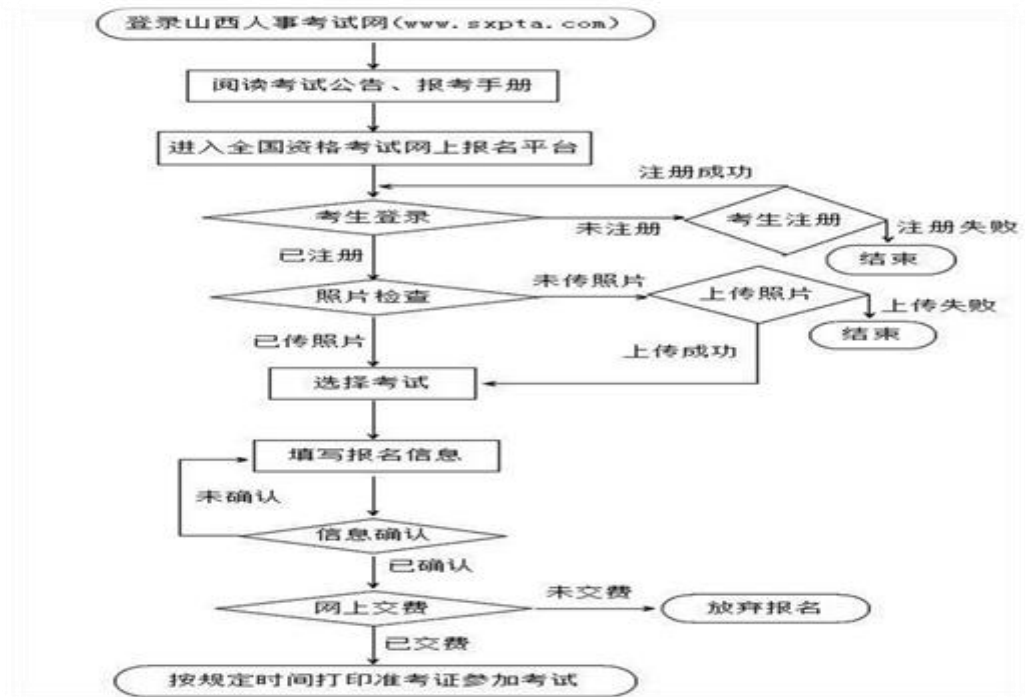 登录山西人事考试网(www.sxpta.com)
阅读考试公告、报考手册
进入全国资格考试网上报名平台
注册成功
考生登录
未注册
考生注册
注册失败
已注册
结束
照片检查
未传照片
上传照片
上传失败
已传照片
上传成功
结束
选择考试
填写报名信息
未确认
信息确认
已确认
网上交费
未交费
放弃报名
已交费
按规定时间打印准考证参加考试